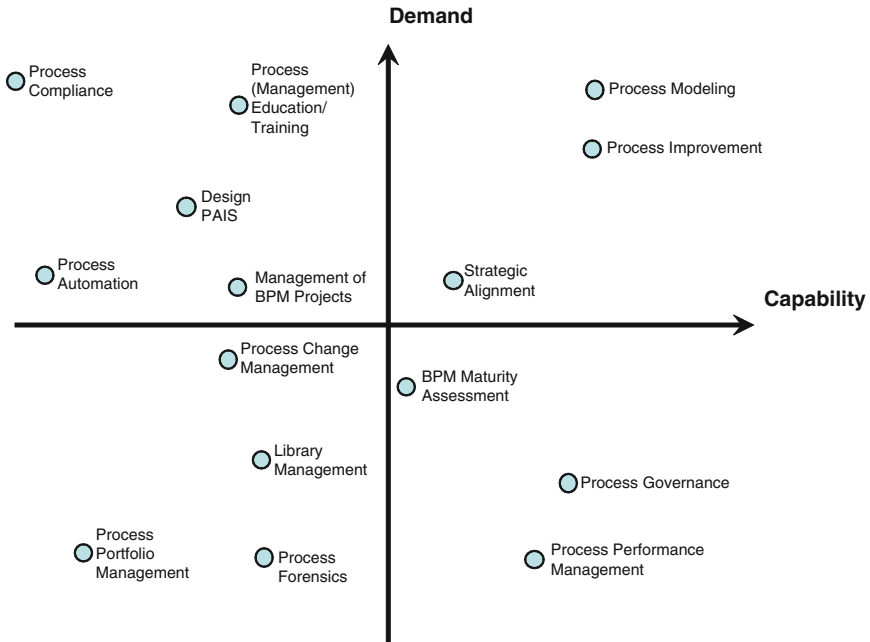 Demand
Process
Compliance
Process
(Management)
Education/
Training
Process Modeling
Process Improvement
Design
PAIS
Process
Automation
Management of
BPM Projects
Strategic
Alignment
Capability
Process Change
Management
BPM Maturity
Assessment
Library
Management
Process Governance
Process
Portfolio
Management
Process
Forensics
Process Performance
Management